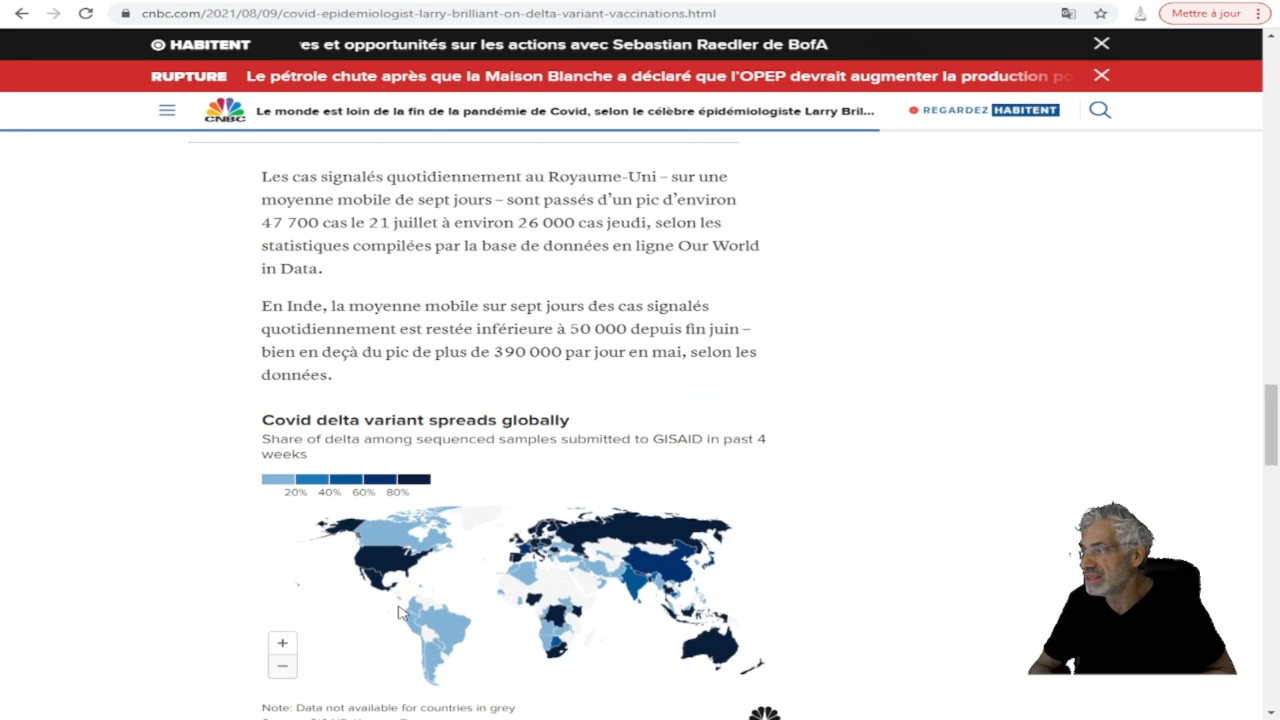 cnbc.com/2021/08/09/covid-epidemiologist-larry-brilliant-on-delta-variant-vaccinations.html
Mettre à jour
HABITENT es et opportunités sur les actions avec Sebastian Raedler de BofA
RUPTURE Le pétrole chute après que la Maison Blanche a déclaré que l'OPEP devrait augmenter la production
CNBC Le monde est loin de la fin de la pandémie de Covid, selon le célèbre épidémiologiste Larry Bril... REGARDEZ HABITENT
Les cas signalés quotidiennement au Royaume-Uni – sur une
moyenne mobile de sept jours – sont passés d'un pic d'environ
47 700 cas le 21 juillet à environ 26 000 cas jeudi, selon les
statistiques compilées par la base de données en ligne Our World
in Data.
En Inde, la moyenne mobile sur sept jours des cas signalés
quotidiennement est restée inférieure à 50 000 depuis fin juin –
bien en deçà du pic de plus de 390 000 par jour en mai, selon les
données.
Covid delta variant spreads globally
Share of delta among sequenced samples submitted to GISAID in past 4
weeks
20% 40% 60% 80%
+
−
Note: Data not available for countries in grey